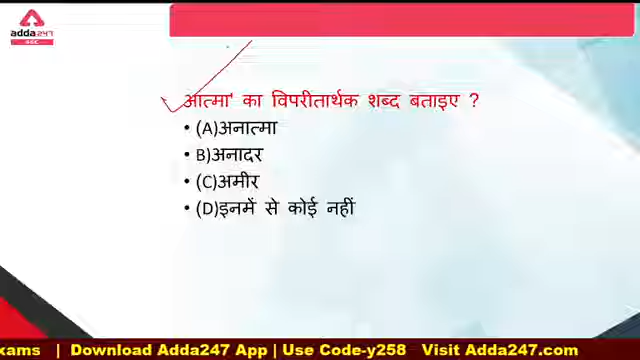 adda247
SSC
आत्मा' का विपरीतार्थक शब्द बताइए ?
• (A)अनात्मा
• B)अनादर
• (C)अमीर
• (D)इनमें से कोई नहीं
xams | Download Adda247 App | Use Code-y258 Visit Adda247.com